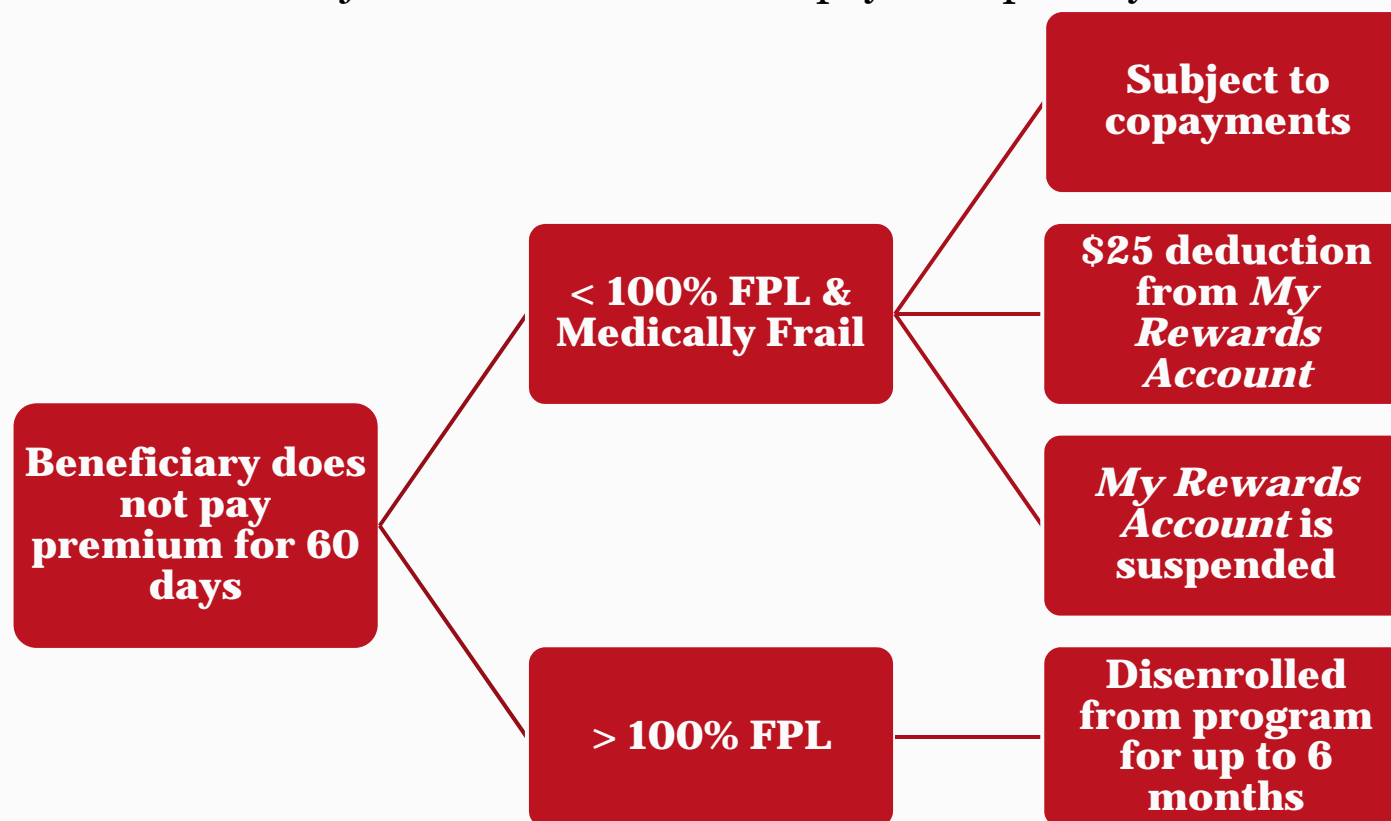 Subject to
copayments
$25 deduction
from My
Rewards
Account
< 100% FPL &
Medically Frail
Beneficiary does
not pay
premium for 60
days
My Rewards
Account is
suspended
> 100% FPL
Disenrolled
from program
for up to 6
months